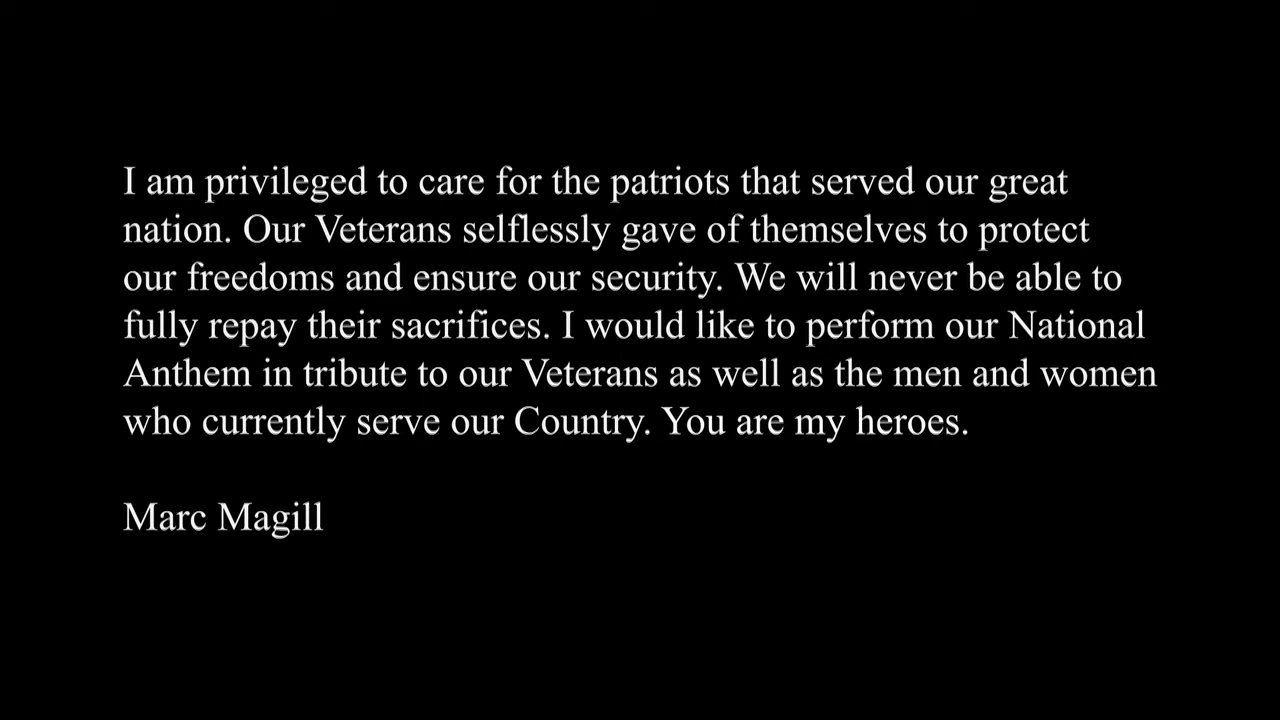 I am privileged to care for the patriots that served our great
nation. Our Veterans selflessly gave of themselves to protect
our freedoms and ensure our security. We will never be able to
fully repay their sacrifices. I would like to perform our National
Anthem in tribute to our Veterans as well as the men and women
who currently serve our Country. You are my heroes.
Marc Magill